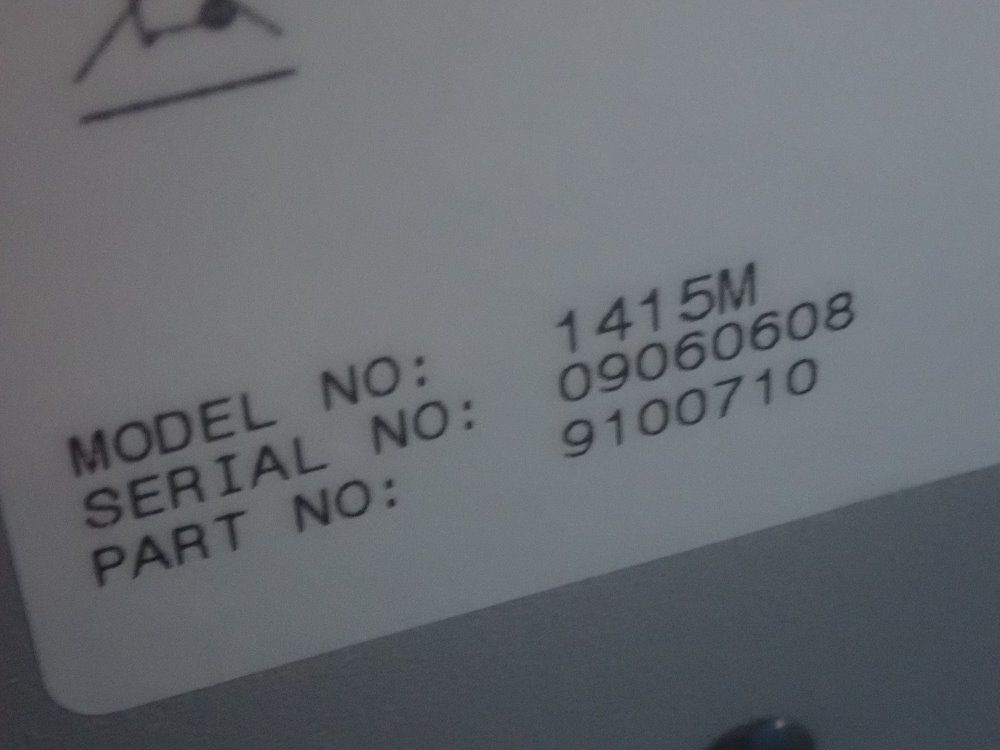 MODEL NO: 1415M
SERIAL NO: 09060608
PART NO: 9100710